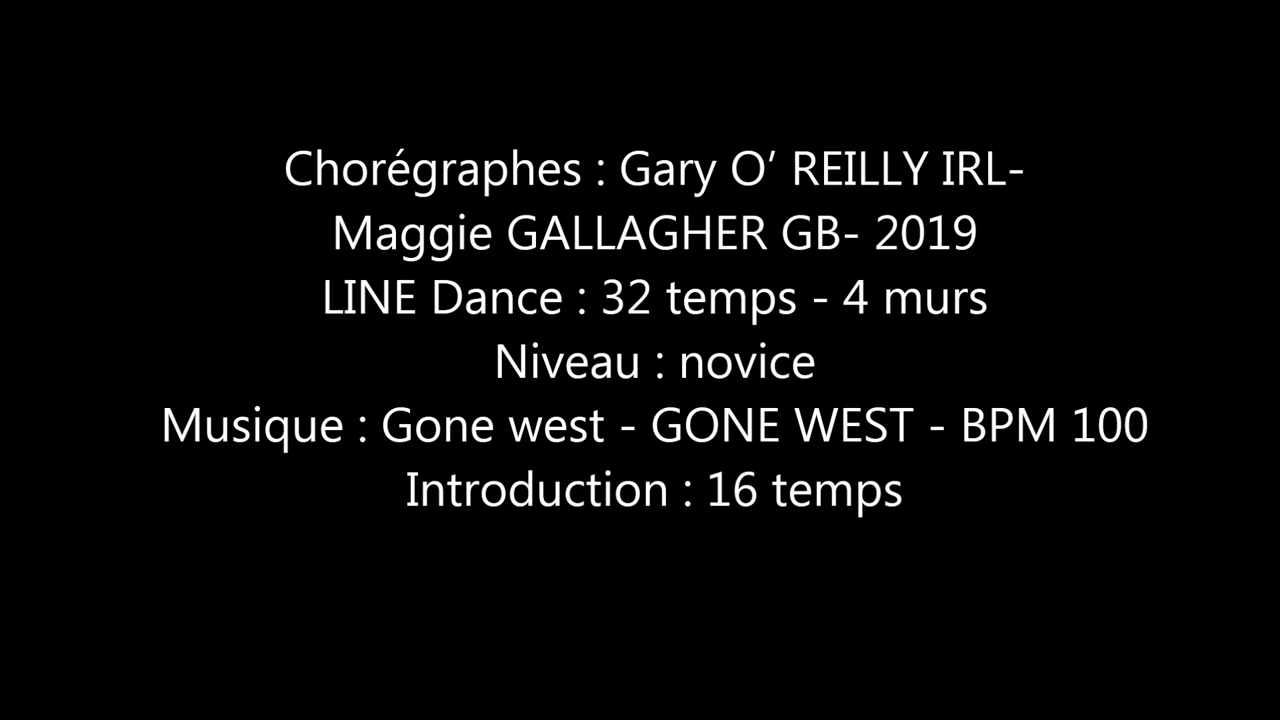 Chorégraphes : Gary O’ REILLY IRL-
Maggie GALLAGHER GB- 2019
LINE Dance : 32 temps - 4 murs
Niveau : novice
Musique : Gone west - GONE WEST - BPM 100
Introduction : 16 temps